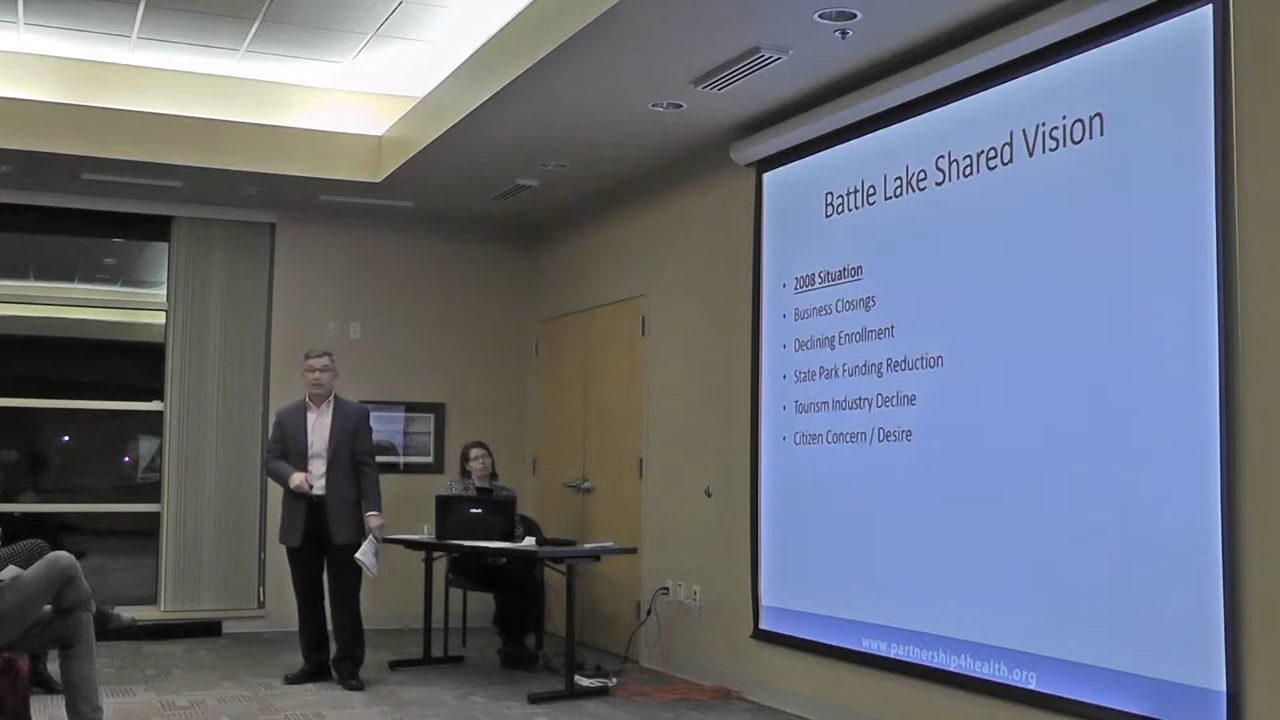 Battle Lake Shared Vision
• 2008 Situation
• Business Closings
• Declining Enrollment
• State Park Funding Reduction
• Tourism Industry Decline
• Citizen Concern / Desire
www.partnership4health.org
ASUS